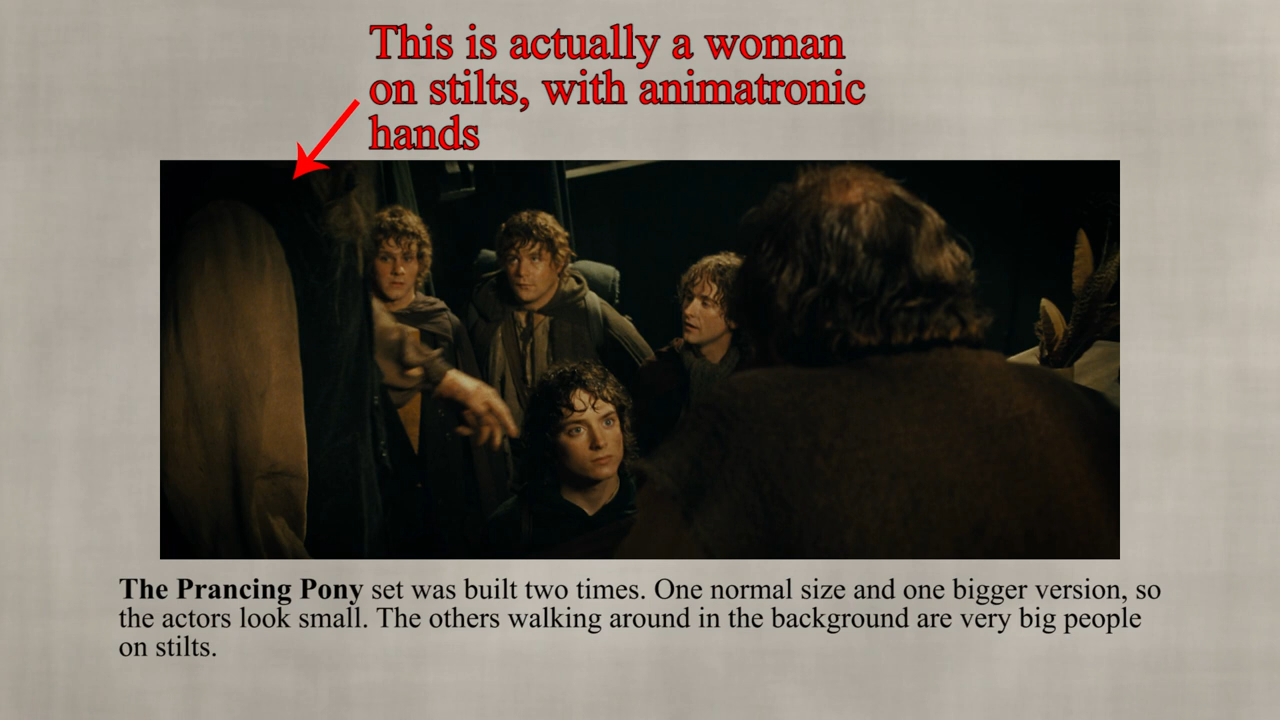 This is actually a woman
on stilts, with animatronic
hands
The Prancing Pony set was built two times. One normal size and one bigger version, so
the actors look small. The others walking around in the background are very big people
on stilts.